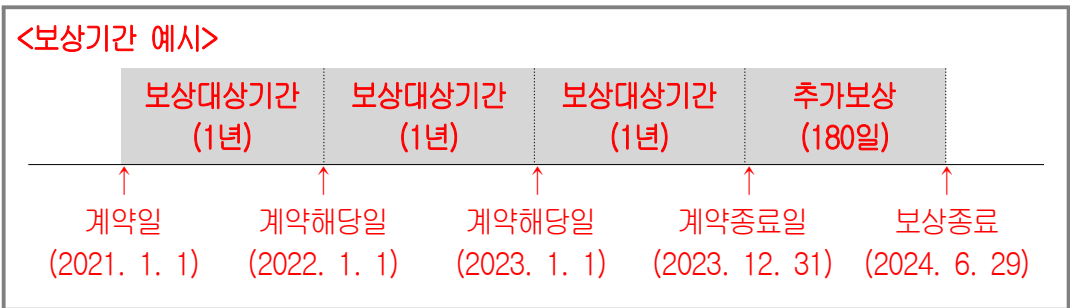 <보상기간 예시>
보상대상기간 보상대상기간 보상대상기간 추가보상
(1년) (1년) (1년) (180일)
↑ ↑ ↑ ↑ ↑
계약일 계약해당일 계약해당일 계약종료일 보상종료
(2021. 1. 1) (2022. 1. 1) (2023. 1. 1) (2023. 12. 31) (2024. 6. 29)